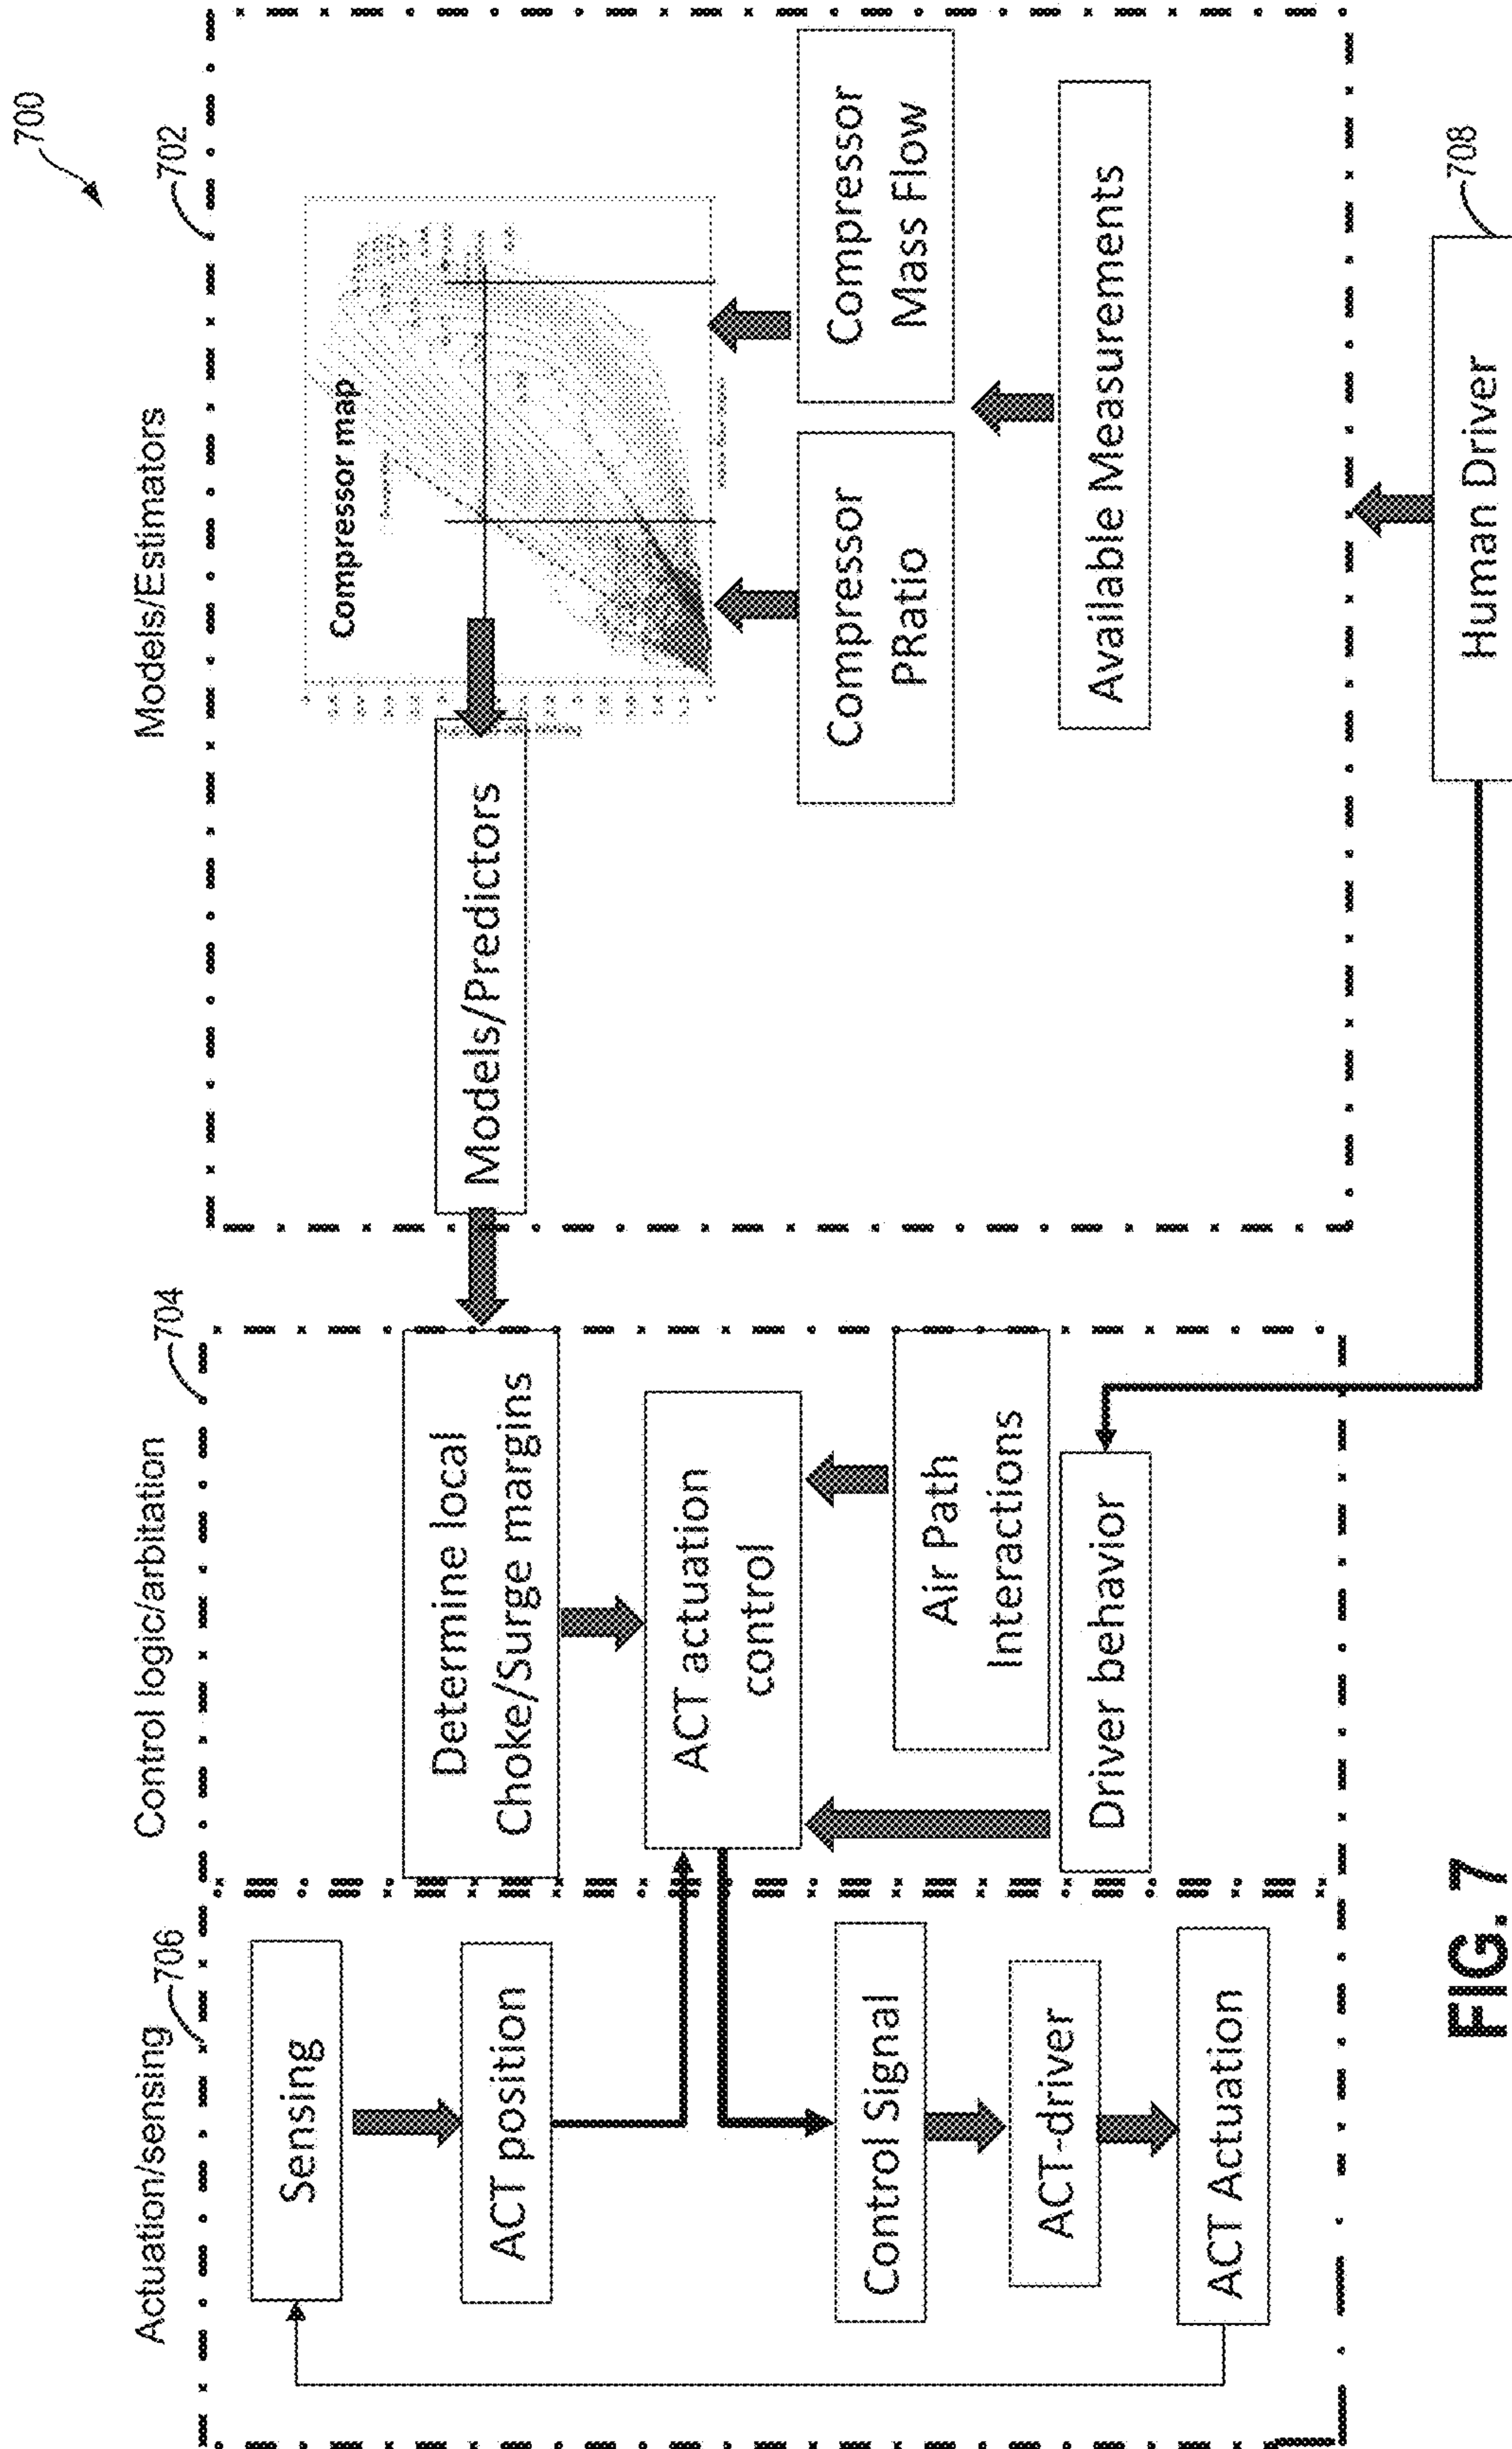 700
Actuation/sensing
706
Control logic/arbitation
704
Models/Estimators
702
Sensing
ACT position
Control Signal
ACT-driver
ACT Actuation
Determine local
Choke/Surge margins
ACT actuation
control
Air Path
Interactions
Driver behavior
Models/Predictors
Compressor map
Compressor
PRatio
Compressor
Mass Flow
Available Measurements
Human Driver
708
FIG. 7